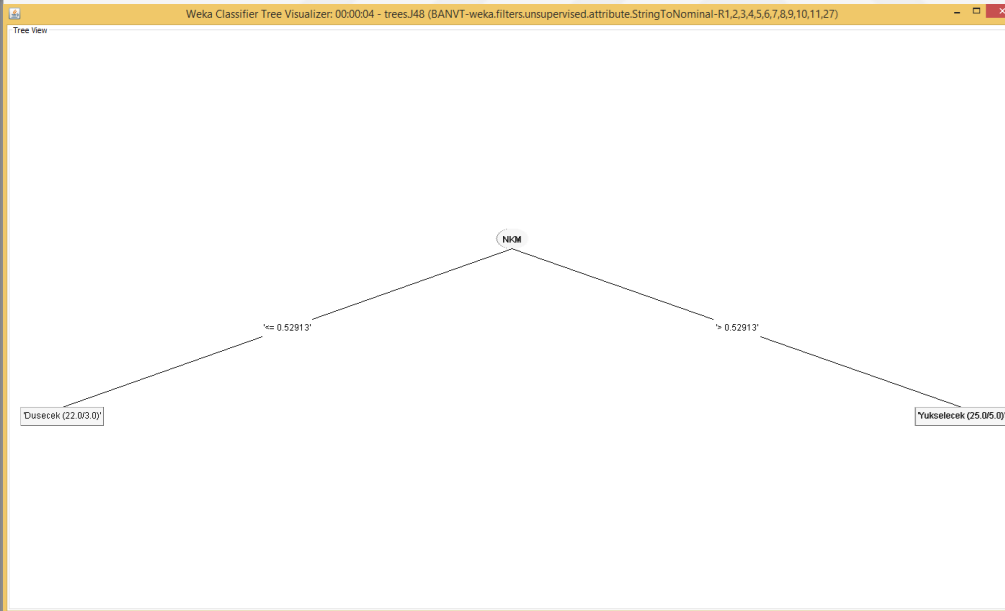 Weka Classifier Tree Visualizer: 00:00:04 - trees.J48 (BANVT-weka.filters.unsupervised.attribute.StringToNominal-R1,2,3,4,5,6,7,8,9,10,11,27)
Tree View
NKM
'<= 0.52913'
'> 0.52913'
'Dusecek (22.0/3.0)'
'Yukselecek (25.0/5.0)'